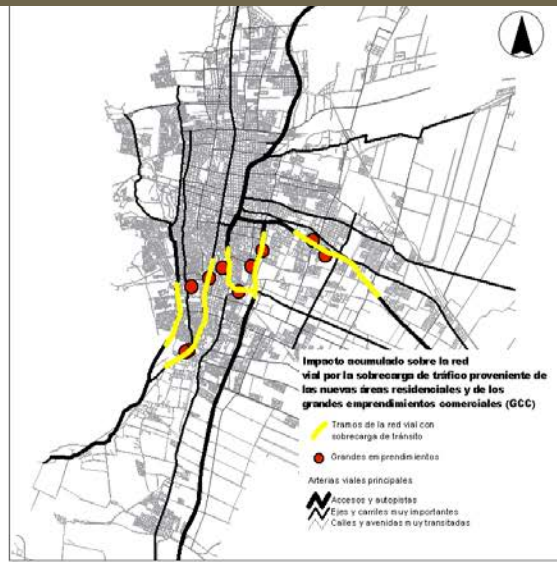 Impacto acumulado sobre la red
vial por la sobrecarga de tráfico proveniente de
las nuevas áreas residenciales y de los
grandes emprendimientos comerciales (GCC)
Tramos de la red vial con
sobrecarga de tránsito
Grandes emprendimientos
Arterias viales principales
Accesos y autopistas
Ejes y carriles muy importantes
Calles y avenidas muy transitadas